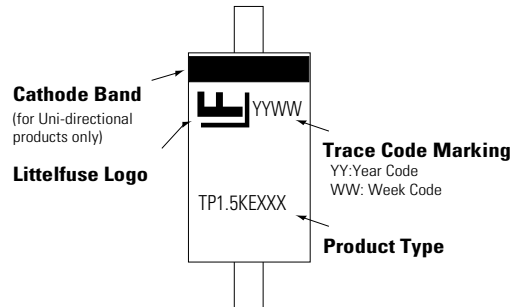 Cathode Band
(for Uni-directional
products only)
Littelfuse Logo
YYWW
TP1.5KEXXX
Trace Code Marking
YY:Year Code
WW: Week Code
Product Type